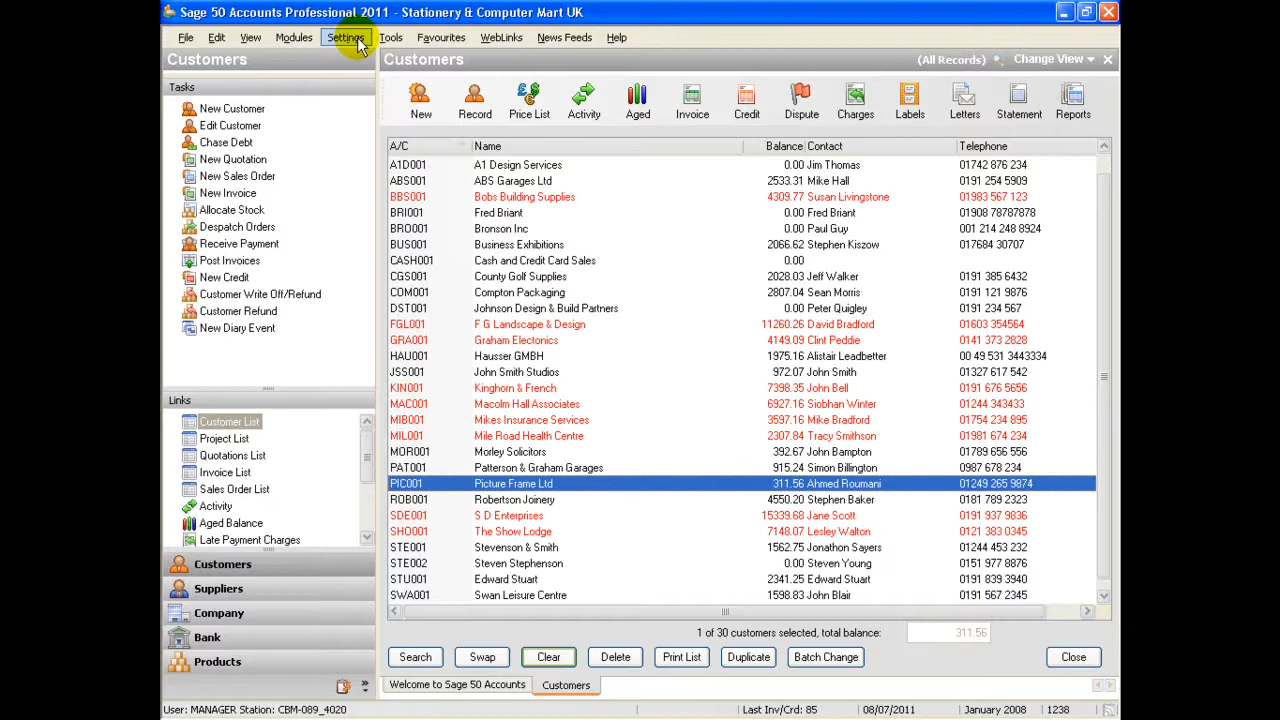 Sage 50 Accounts Professional 2011 - Stationery & Computer Mart UK
File Edit View Modules Settings Tools Favourites WebLinks News Feeds Help
Customers
Customers (All Records) Change View
Tasks
New Customer
Edit Customer
Chase Debt
New Quotation
New Sales Order
New Invoice
Allocate Stock
Despatch Orders
Receive Payment
Post Invoices
New Credit
Customer Write Off/Refund
Customer Refund
New Diary Event
Links
Customer List
Project List
Quotations List
Invoice List
Sales Order List
Activity
Aged Balance
Late Payment Charges
Customers
Suppliers
Company
Bank
Products
New Record Price List Activity Aged Invoice Credit Dispute Charges Labels Letters Statement Reports
A/C Name Balance Contact Telephone
A1D001 A1 Design Services 0.00 Jim Thomas 01742 876 234
ABS001 ABS Garages Ltd 2533.31 Mike Hall 0191 254 5909
BBS001 Bobs Building Supplies 4309.77 Susan Livingstone 01983 567 123
BRI001 Fred Briant 0.00 Fred Briant 01908 78787878
BRO001 Bronson Inc 0.00 Paul Guy 001 214 248 8924
BUS001 Business Exhibitions 2066.62 Stephen Kiszow 017684 30707
CASH001 Cash and Credit Card Sales 0.00
CGS001 County Golf Supplies 2028.03 Jeff Walker 0191 385 6432
COM001 Compton Packaging 2807.04 Sean Morris 0191 121 9876
DST001 Johnson Design & Build Partners 0.00 Peter Quigley 0191 234 567
FGL001 F G Landscape & Design 11260.26 David Bradford 01603 354564
GRA001 Graham Electonics 4149.09 Clint Peddie 0141 373 2828
HAU001 Hausser GMBH 1975.16 Alistair Leadbetter 00 49 531 3443334
JSS001 John Smith Studios 972.07 John Smith 01327 617 542
KIN001 Kinghorn & French 7398.35 John Bell 0191 676 5656
MAC001 Macolm Hall Associates 6927.16 Siobhan Winter 01244 343433
MIB001 Mikes Insurance Services 3597.16 Mike Bradford 01754 234 895
MIL001 Mile Road Health Centre 2307.84 Tracy Smithson 01981 674 234
MOR001 Morley Solicitors 392.67 John Bampton 01789 656 556
PAT001 Patterson & Graham Garages 915.24 Simon Billington 0987 678 234
PIC001 Picture Frame Ltd 311.56 Ahmed Roumani 01249 265 9874
ROB001 Robertson Joinery 4550.20 Stephen Baker 0181 789 2323
SDE001 S D Enterprises 15339.68 Jane Scott 0191 937 9836
SHO001 The Show Lodge 7148.07 Lesley Walton 0121 383 0345
STE001 Stevenson & Smith 1562.75 Jonathon Sayers 01244 453 232
STE002 Steven Stephenson 0.00 Steven Young 0151 977 8876
STU001 Edward Stuart 2341.25 Edward Stuart 0191 839 3940
SWA001 Swan Leisure Centre 1598.83 John Blair 0191 567 2345
1 of 30 customers selected, total balance: 311.56
Search Swap Clear Delete Print List Duplicate Batch Change Close
Welcome to Sage 50 Accounts Customers
User: MANAGER Station: CBM-089_4020 Last Inv/Crd: 85 08/07/2011 January 2008 1238